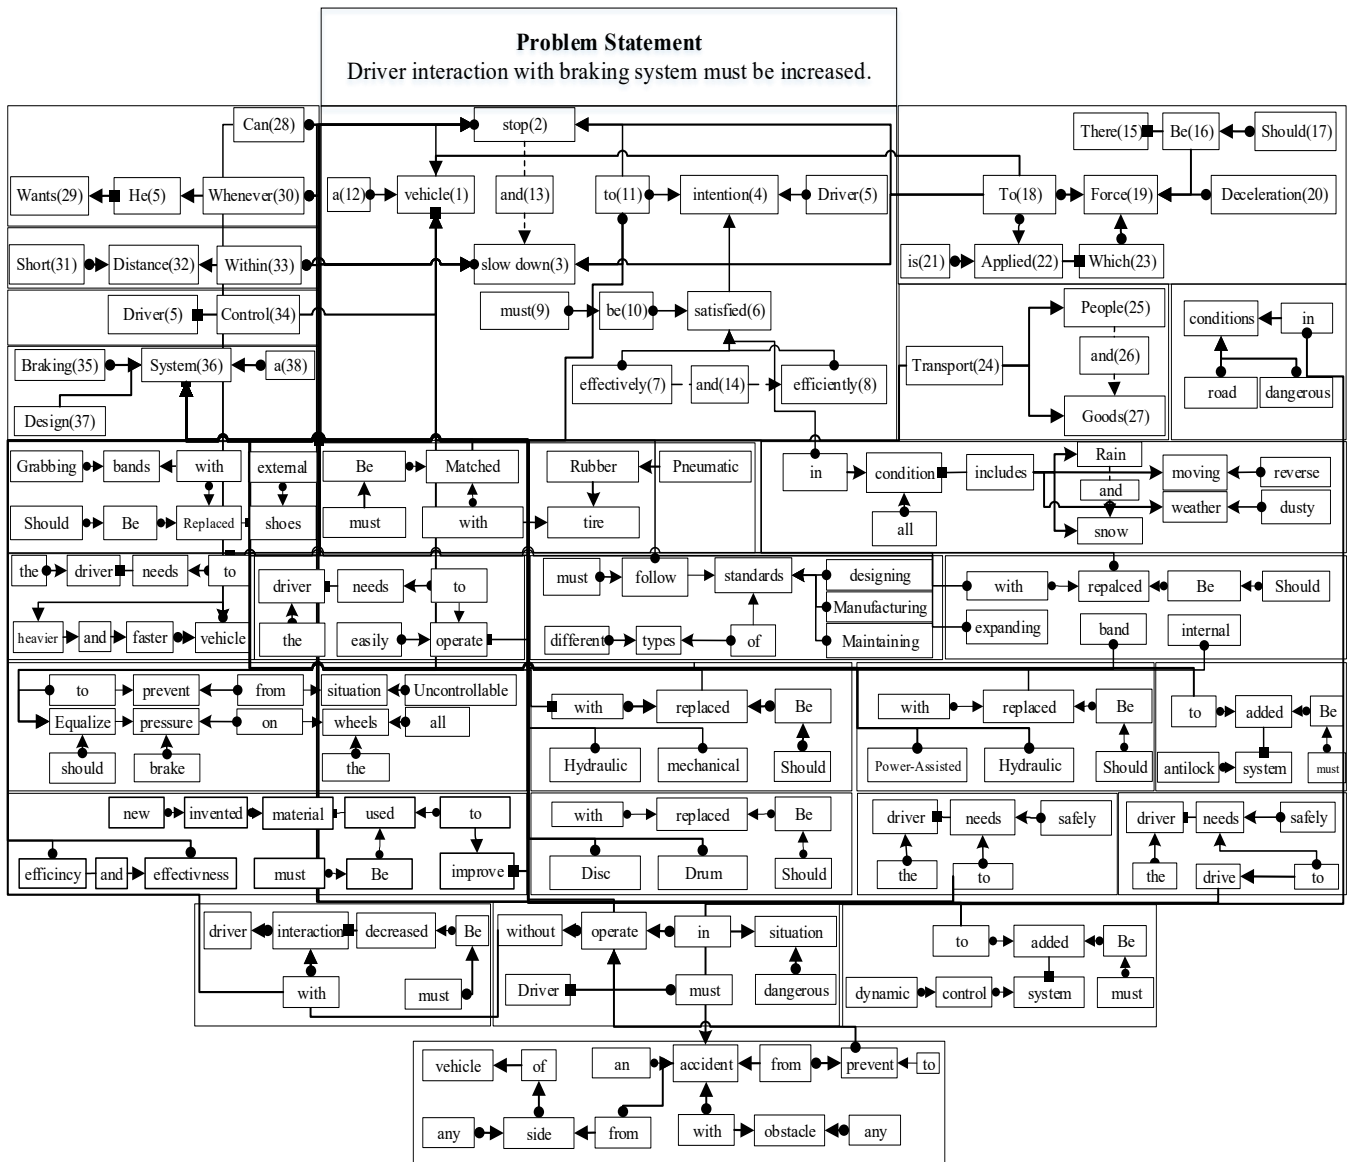 Problem Statement
Driver interaction with braking system must be increased.
Can(28)
stop(2)
There(15) Be(16) Should(17)
Wants(29) He(5) Whenever(30) a(12) vehicle(1) and(13) to(11) intention(4) Driver(5) To(18) Force(19) Deceleration(20)
Short(31) Distance(32) Within(33) slow down(3) is(21) Applied(22) Which(23)
Driver(5) Control(34) must(9) be(10) satisfied(6) People(25) conditions in
Braking(35) System(36) a(38) Transport(24) and(26)
effectively(7) and(14) efficiently(8) road dangerous
Design(37) Goods(27)
Grabbing bands with external Be Matched Rubber Pneumatic in condition includes Rain moving reverse
and
Should Be Replaced shoes must with tire all snow weather dusty
the driver needs to driver needs to must follow standards designing with repalced Be Should
Manufacturing
heavier and faster vehicle the easily operate different types of Maintaining expanding band internal
to prevent from situation Uncontrollable with replaced Be with replaced Be to added Be
Equalize pressure on wheels all
should brake the Hydraulic mechanical Should Power-Assisted Hydraulic Should antilock system must
new invented material used to with replaced Be driver needs safely driver needs safely
efficincy and effectivness must Be improve Disc Drum Should the to the drive to
driver interaction decreased Be without operate in situation to added Be
with must Driver must dangerous dynamic control system must
vehicle of an accident from prevent to
any side from with obstacle any